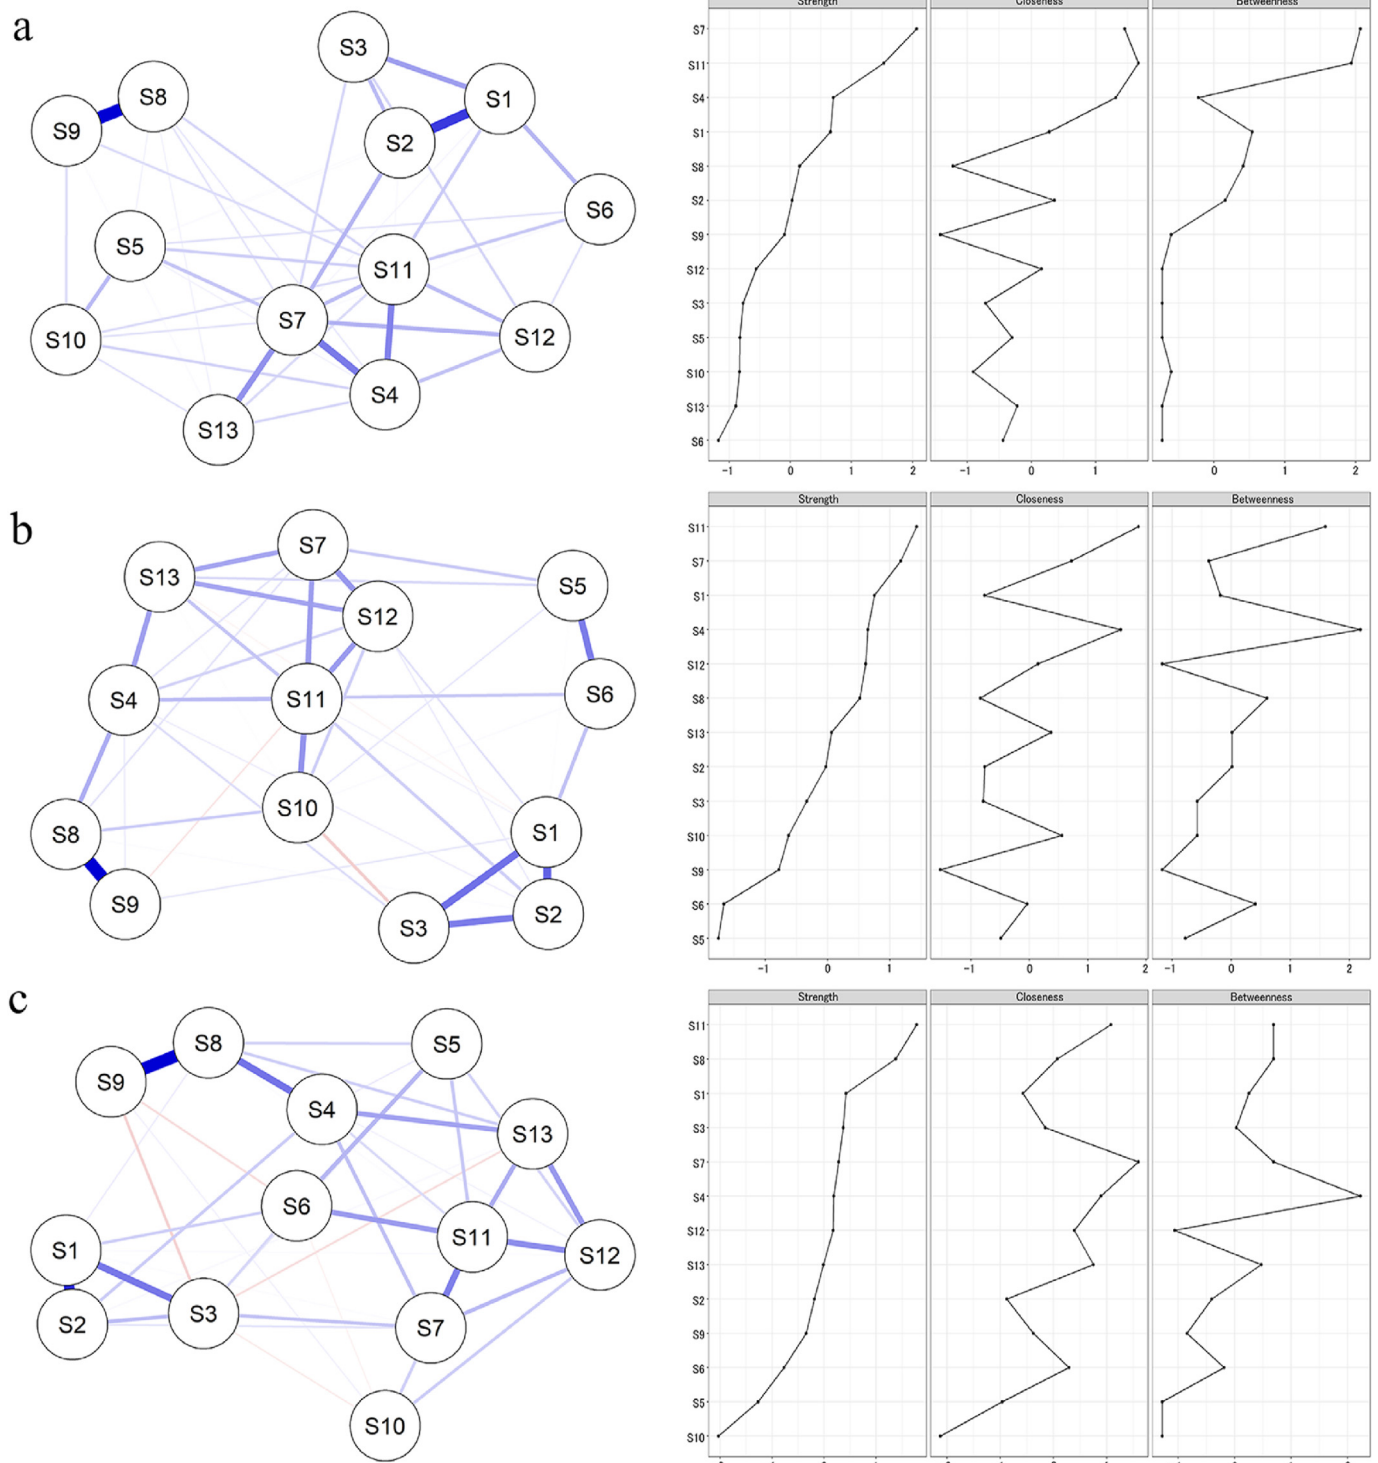 a
S3
S8
S1
S9
S2
S6
S5
S11
S7
S10
S12
S4
S13
Strength Closeness Betweenness
S7
S11
S4
S1
S8
S2
S9
S12
S3
S5
S10
S13
S6
-1 0 1 2 -1 0 1 0 1 2
b
S7
S13
S5
S12
S6
S4
S11
S10
S8
S1
S9
S2
S3
Strength Closeness Betweenness
S11
S7
S1
S4
S12
S8
S13
S2
S3
S10
S9
S6
S5
-1 0 1 -1 0 1 2 -1 0 1 2
c
S8
S5
S9
S4
S13
S6
S11
S1
S12
S3
S2
S7
S10
Strength Closeness Betweenness
S11
S8
S1
S3
S7
S4
S12
S13
S2
S9
S6
S5
S10